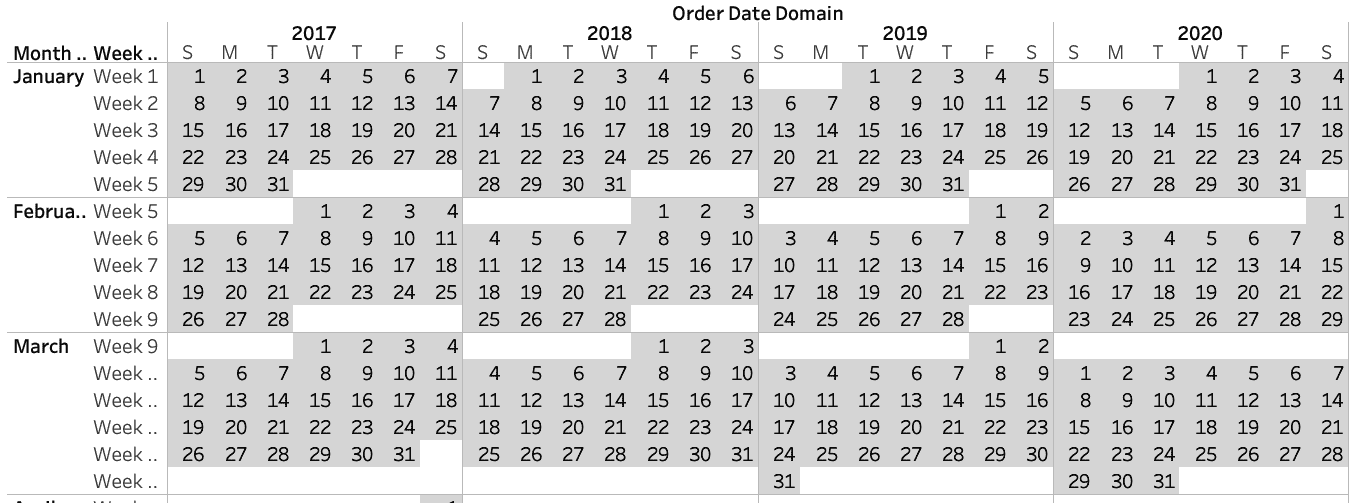 Order Date Domain
2017 2018 2019 2020
Month .. Week .. S M T W T F S S M T W T F S S M T W T F S S M T W T F S
January Week 1 1 2 3 4 5 6 7 1 2 3 4 5 6 1 2 3 4 5 1 2 3 4
Week 2 8 9 10 11 12 13 14 7 8 9 10 11 12 13 6 7 8 9 10 11 12 5 6 7 8 9 10 11
Week 3 15 16 17 18 19 20 21 14 15 16 17 18 19 20 13 14 15 16 17 18 19 12 13 14 15 16 17 18
Week 4 22 23 24 25 26 27 28 21 22 23 24 25 26 27 20 21 22 23 24 25 26 19 20 21 22 23 24 25
Week 5 29 30 31 28 29 30 31 27 28 29 30 31 26 27 28 29 30 31
Februa.. Week 5 1 2 3 4 1 2 3 1 2 1
Week 6 5 6 7 8 9 10 11 4 5 6 7 8 9 10 3 4 5 6 7 8 9 2 3 4 5 6 7 8
Week 7 12 13 14 15 16 17 18 11 12 13 14 15 16 17 10 11 12 13 14 15 16 9 10 11 12 13 14 15
Week 8 19 20 21 22 23 24 25 18 19 20 21 22 23 24 17 18 19 20 21 22 23 16 17 18 19 20 21 22
Week 9 26 27 28 25 26 27 28 24 25 26 27 28 23 24 25 26 27 28 29
March Week 9 1 2 3 4 1 2 3 1 2
Week .. 5 6 7 8 9 10 11 4 5 6 7 8 9 10 3 4 5 6 7 8 9 1 2 3 4 5 6 7
Week .. 12 13 14 15 16 17 18 11 12 13 14 15 16 17 10 11 12 13 14 15 16 8 9 10 11 12 13 14
Week .. 19 20 21 22 23 24 25 18 19 20 21 22 23 24 17 18 19 20 21 22 23 15 16 17 18 19 20 21
Week .. 26 27 28 29 30 31 25 26 27 28 29 30 31 24 25 26 27 28 29 30 22 23 24 25 26 27 28
Week .. 31 29 30 31